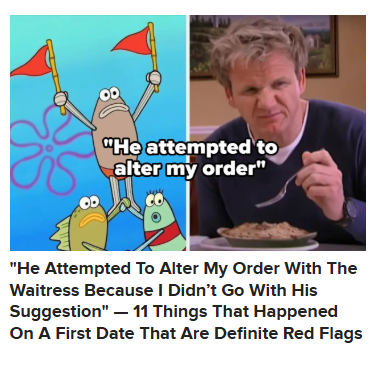 "He attempted to
alter my order"
"He Attempted To Alter My Order With The
Waitress Because I Didn’t Go With His
Suggestion" — 11 Things That Happened
On A First Date That Are Definite Red Flags